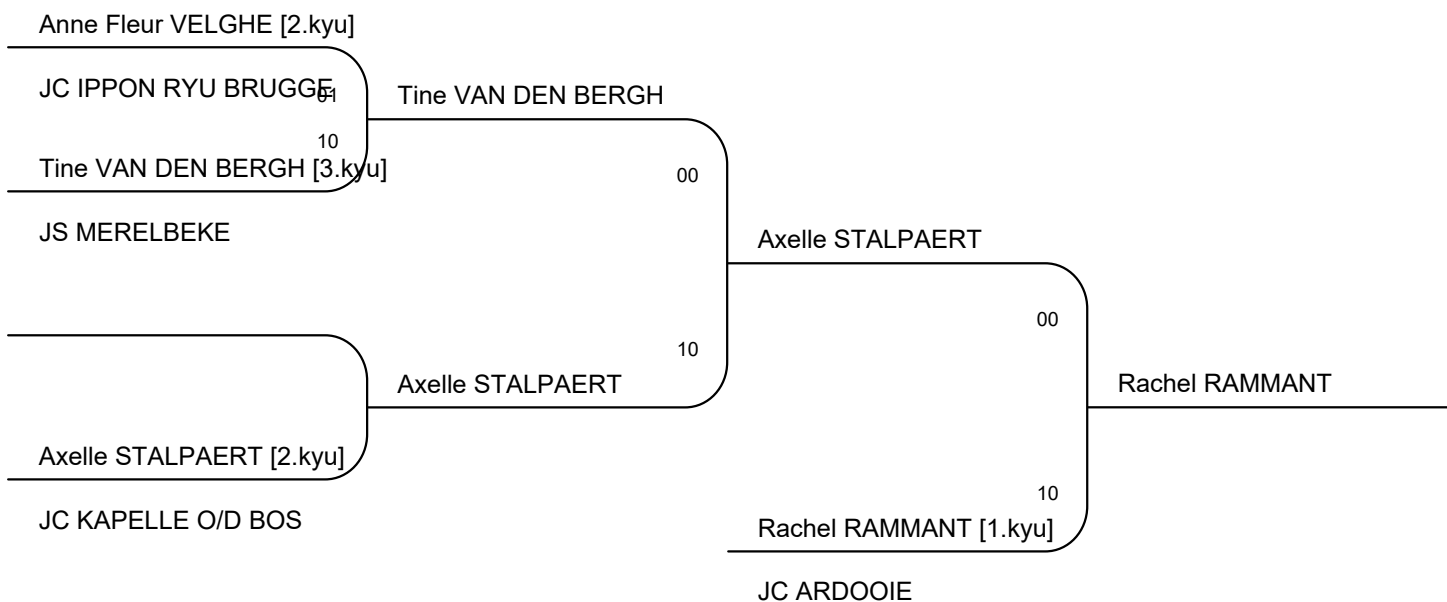 Anne Fleur VELGHE [2.kyu]
JC IPPON RYU BRUGGE
01
Tine VAN DEN BERGH
10
Tine VAN DEN BERGH [3.kyu]
00
JS MERELBEKE
Axelle STALPAERT
00
10
Axelle STALPAERT
Rachel RAMMANT
Axelle STALPAERT [2.kyu]
10
JC KAPELLE O/D BOS
Rachel RAMMANT [1.kyu]
JC ARDOOIE